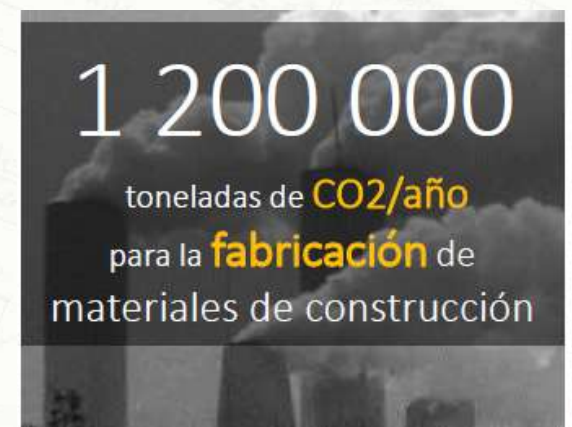 1 200 000
toneladas de CO2/año
para la fabricación de
materiales de construcción